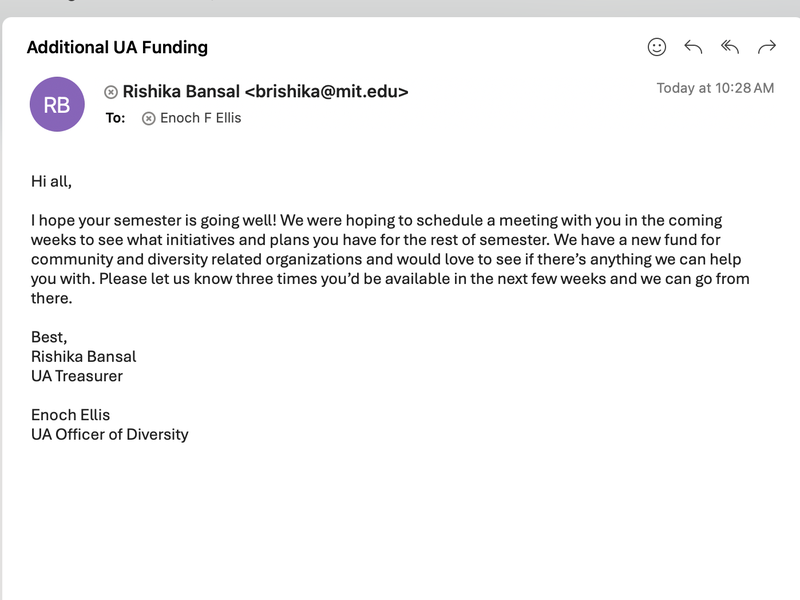 Additional UA Funding
RB
Rishika Bansal <brishika@mit.edu>
Today at 10:28 AM
To: Enoch F Ellis
Hi all,
I hope your semester is going well! We were hoping to schedule a meeting with you in the coming
weeks to see what initiatives and plans you have for the rest of semester. We have a new fund for
community and diversity related organizations and would love to see if there’s anything we can help
you with. Please let us know three times you’d be available in the next few weeks and we can go from
there.
Best,
Rishika Bansal
UA Treasurer
Enoch Ellis
UA Officer of Diversity